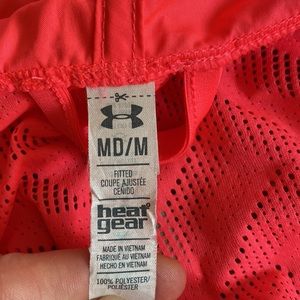 MD/M
FITTED
COUPE AJUSTÉE
CEÑIDO
heat
gear
MADE IN VIETNAM
FABRIQUÉ AU VIETNAM
HECHO EN VIETNAM
100% POLYESTER/
POLIÉSTER